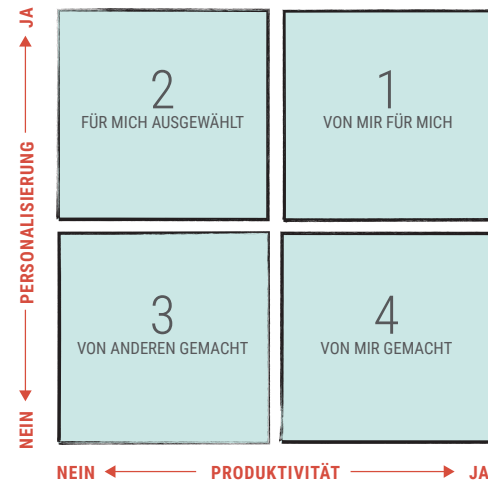 JA
PERSONALISIERUNG
NEIN
2
FÜR MICH AUSGEWÄHLT
1
VON MIR FÜR MICH
3
VON ANDEREN GEMACHT
4
VON MIR GEMACHT
NEIN
PRODUKTIVITÄT
JA